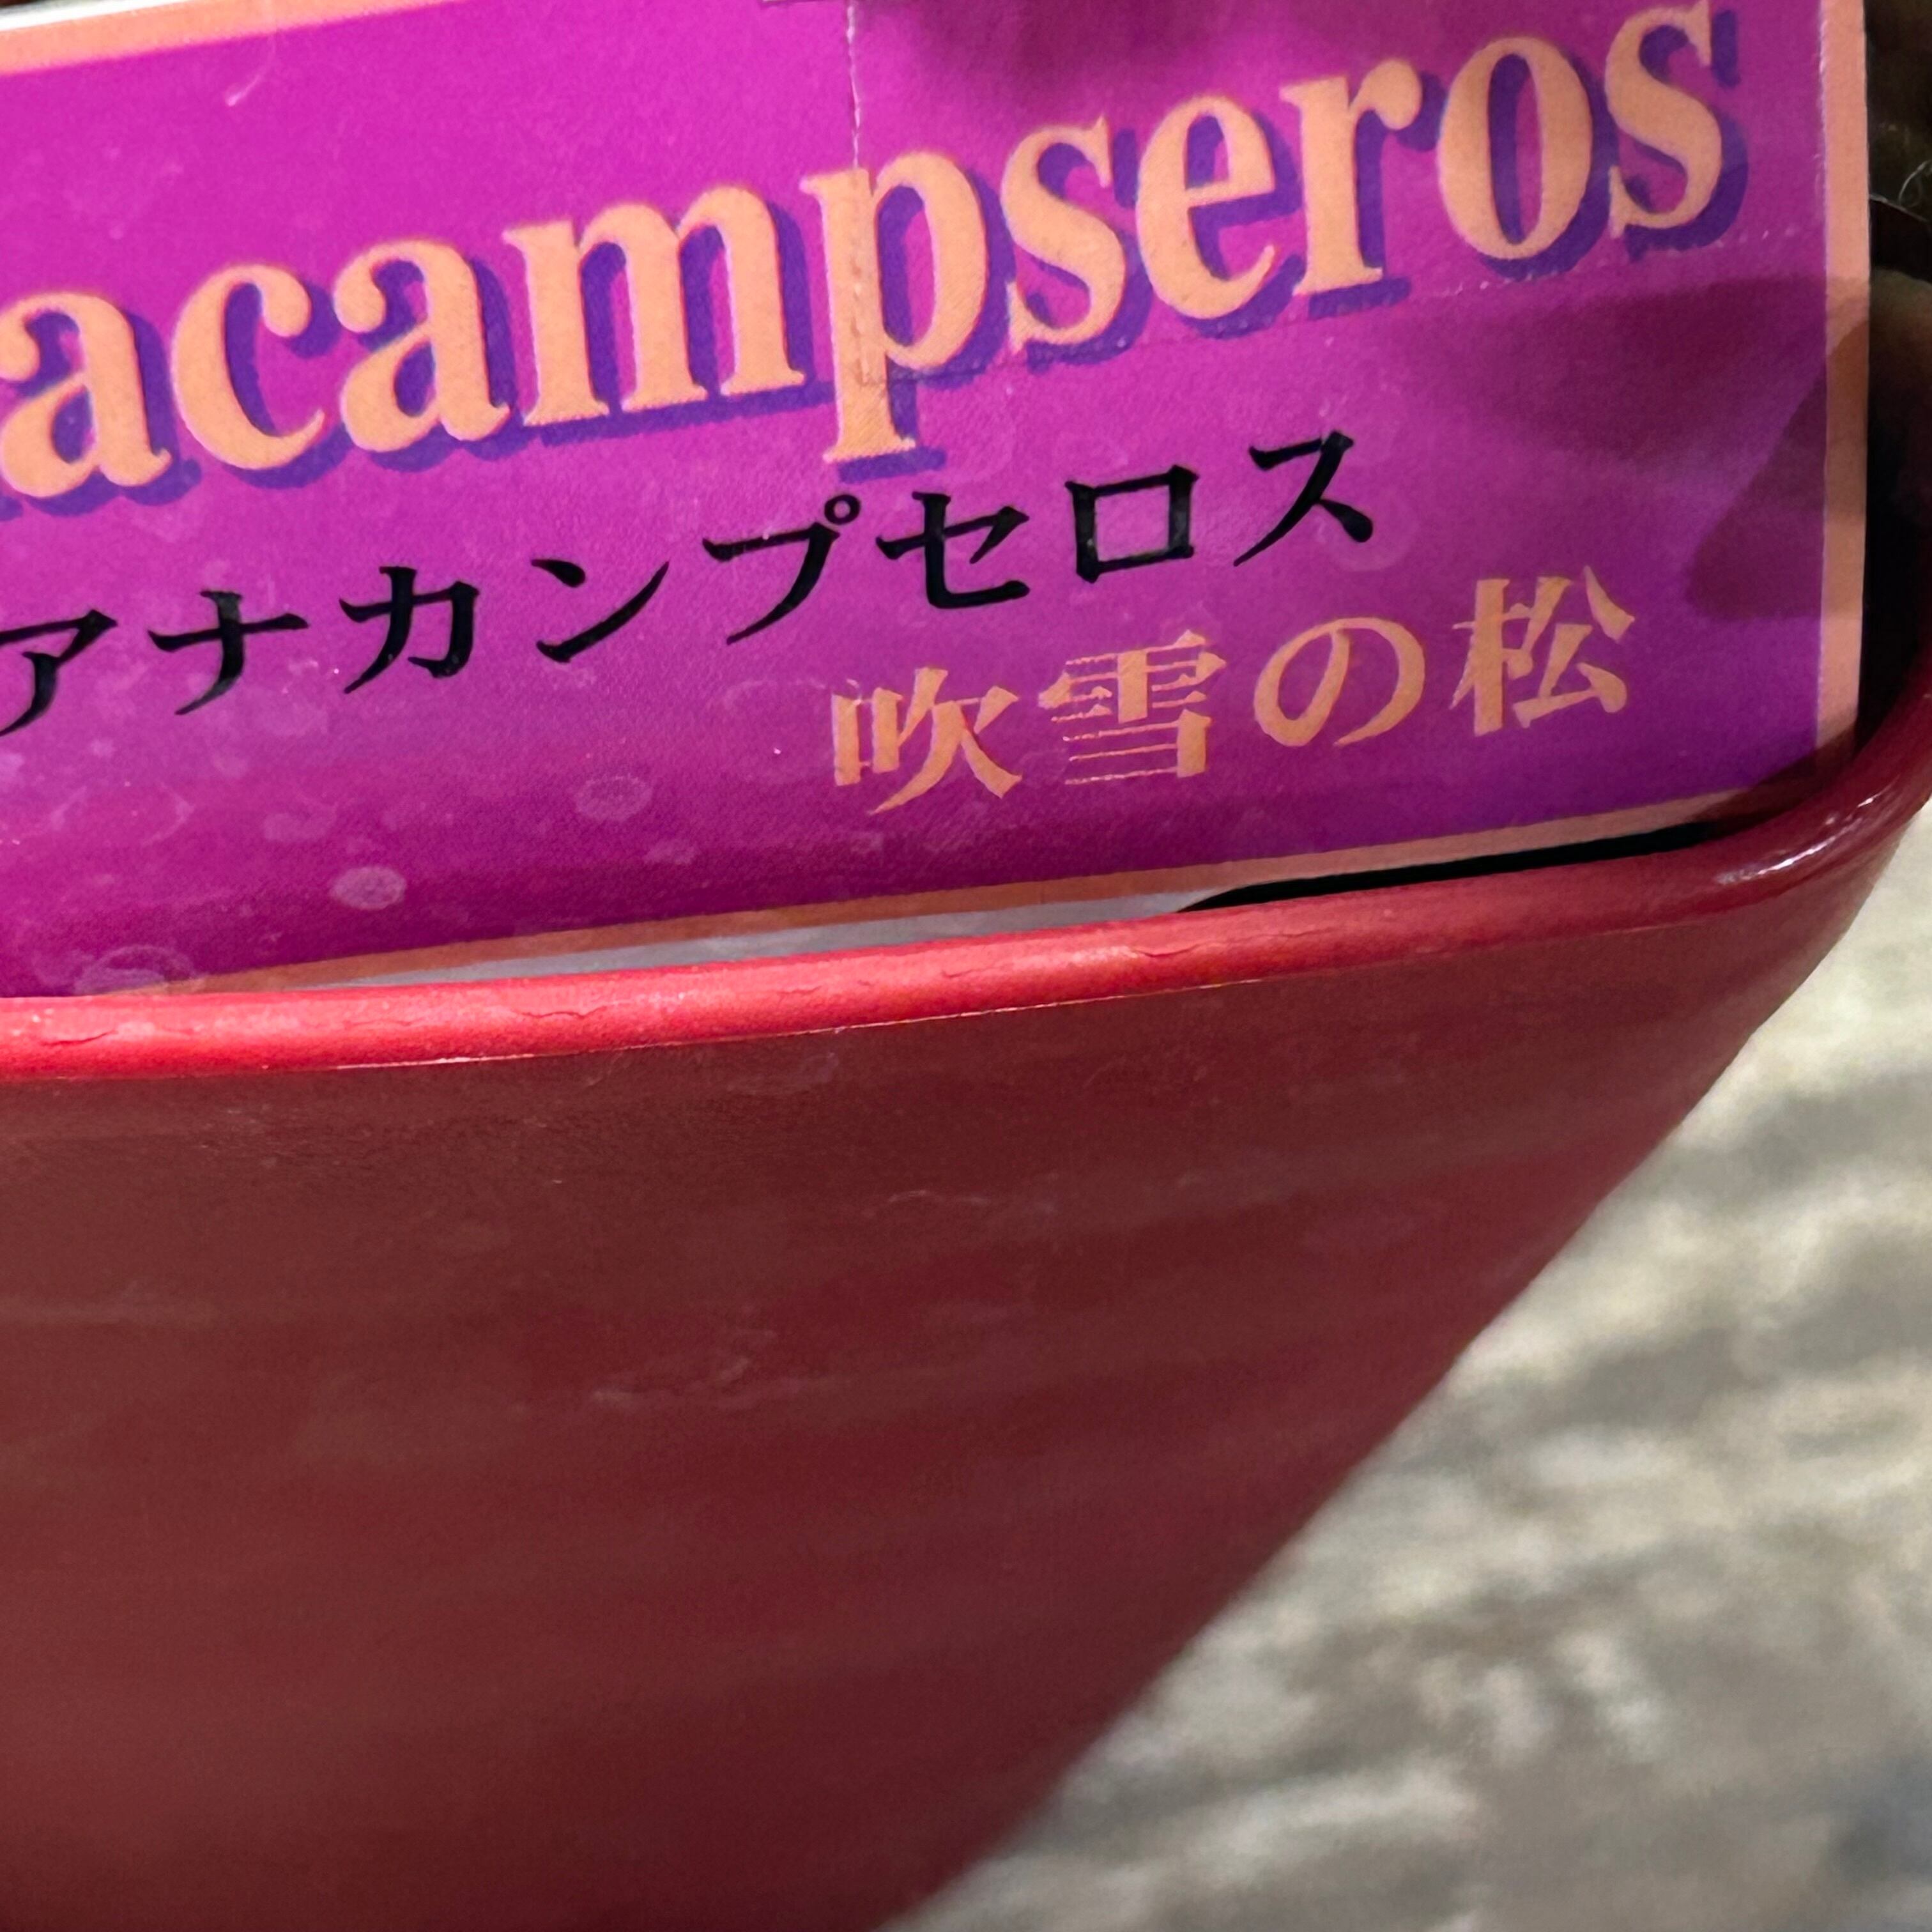 acampseros
アナカンプセロス
吹雪の松